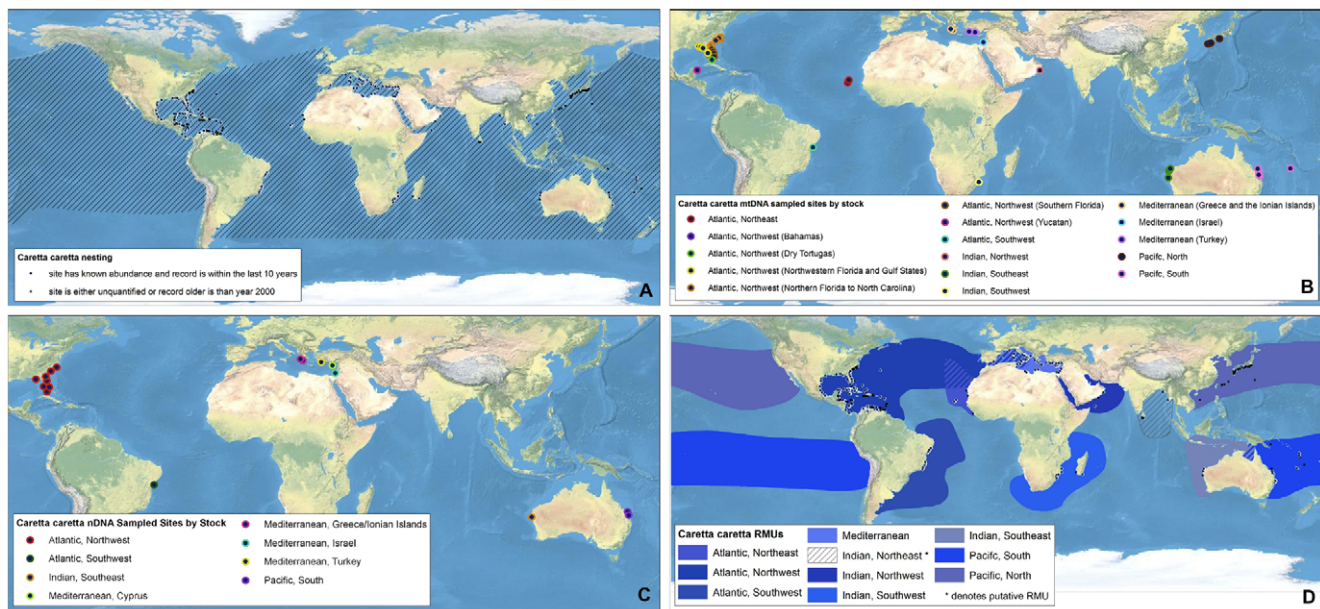 Caretta caretta nesting
site has known abundance and record is within the last 10 years
site is either unquantified or record older is than year 2000
A
Caretta caretta mtDNA sampled sites by stock
Atlantic, Northeast
Atlantic, Northwest (Bahamas)
Atlantic, Northwest (Dry Tortugas)
Atlantic, Northwest (Northwestern Florida and Gulf States)
Atlantic, Northwest (Northern Florida to North Carolina)
Atlantic, Northwest (Southern Florida)
Atlantic, Northwest (Yucatan)
Atlantic, Southwest
Indian, Northwest
Indian, Southeast
Indian, Southwest
Mediterranean (Greece and the Ionian Islands)
Mediterranean (Israel)
Mediterranean (Turkey)
Pacifc, North
Pacifc, South
B
Caretta caretta nDNA Sampled Sites by Stock
Atlantic, Northwest
Atlantic, Southwest
Indian, Southeast
Mediterranean, Cyprus
Mediterranean, Greece/Ionian Islands
Mediterranean, Israel
Mediterranean, Turkey
Pacific, South
C
Caretta caretta RMUs
Atlantic, Northeast
Atlantic, Northwest
Atlantic, Southwest
Mediterranean
Indian, Northeast *
Indian, Northwest
Indian, Southwest
Indian, Southeast
Pacific, South
Pacific, North
* denotes putative RMU
D